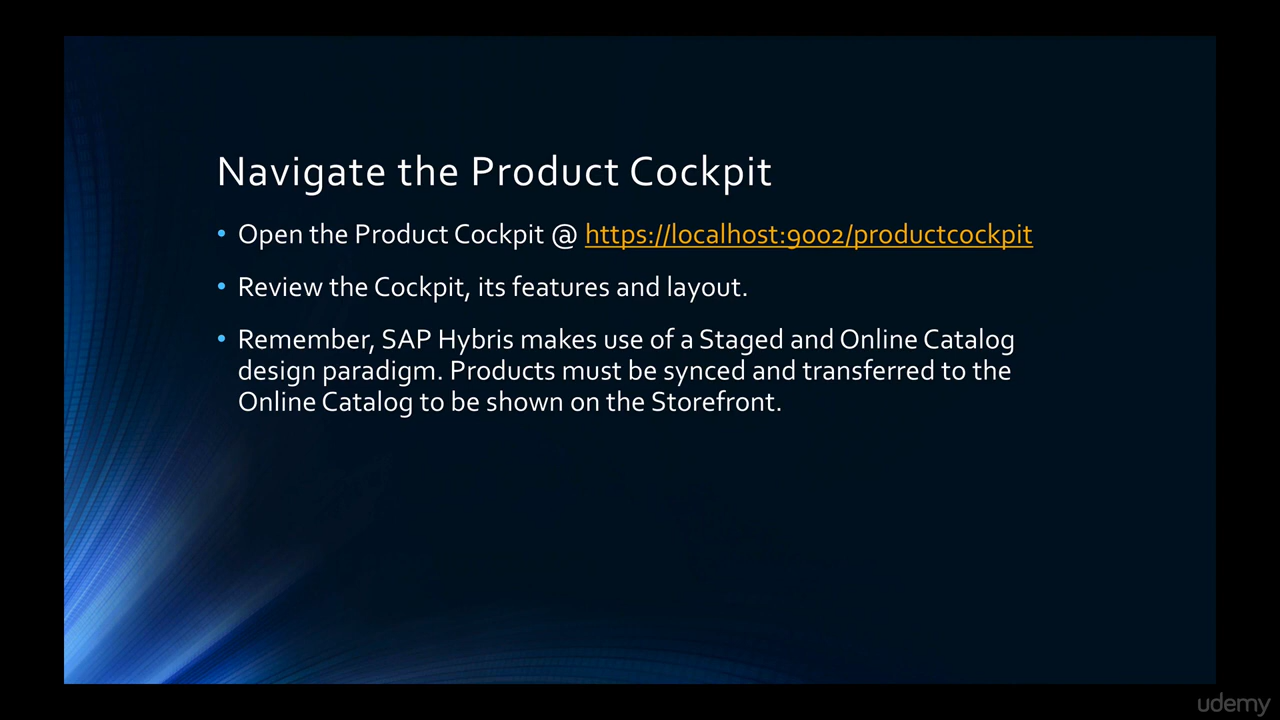 Navigate the Product Cockpit
• Open the Product Cockpit @ https://localhost:9002/productcockpit
• Review the Cockpit, its features and layout.
• Remember, SAP Hybris makes use of a Staged and Online Catalog
design paradigm. Products must be synced and transferred to the
Online Catalog to be shown on the Storefront.
udemy